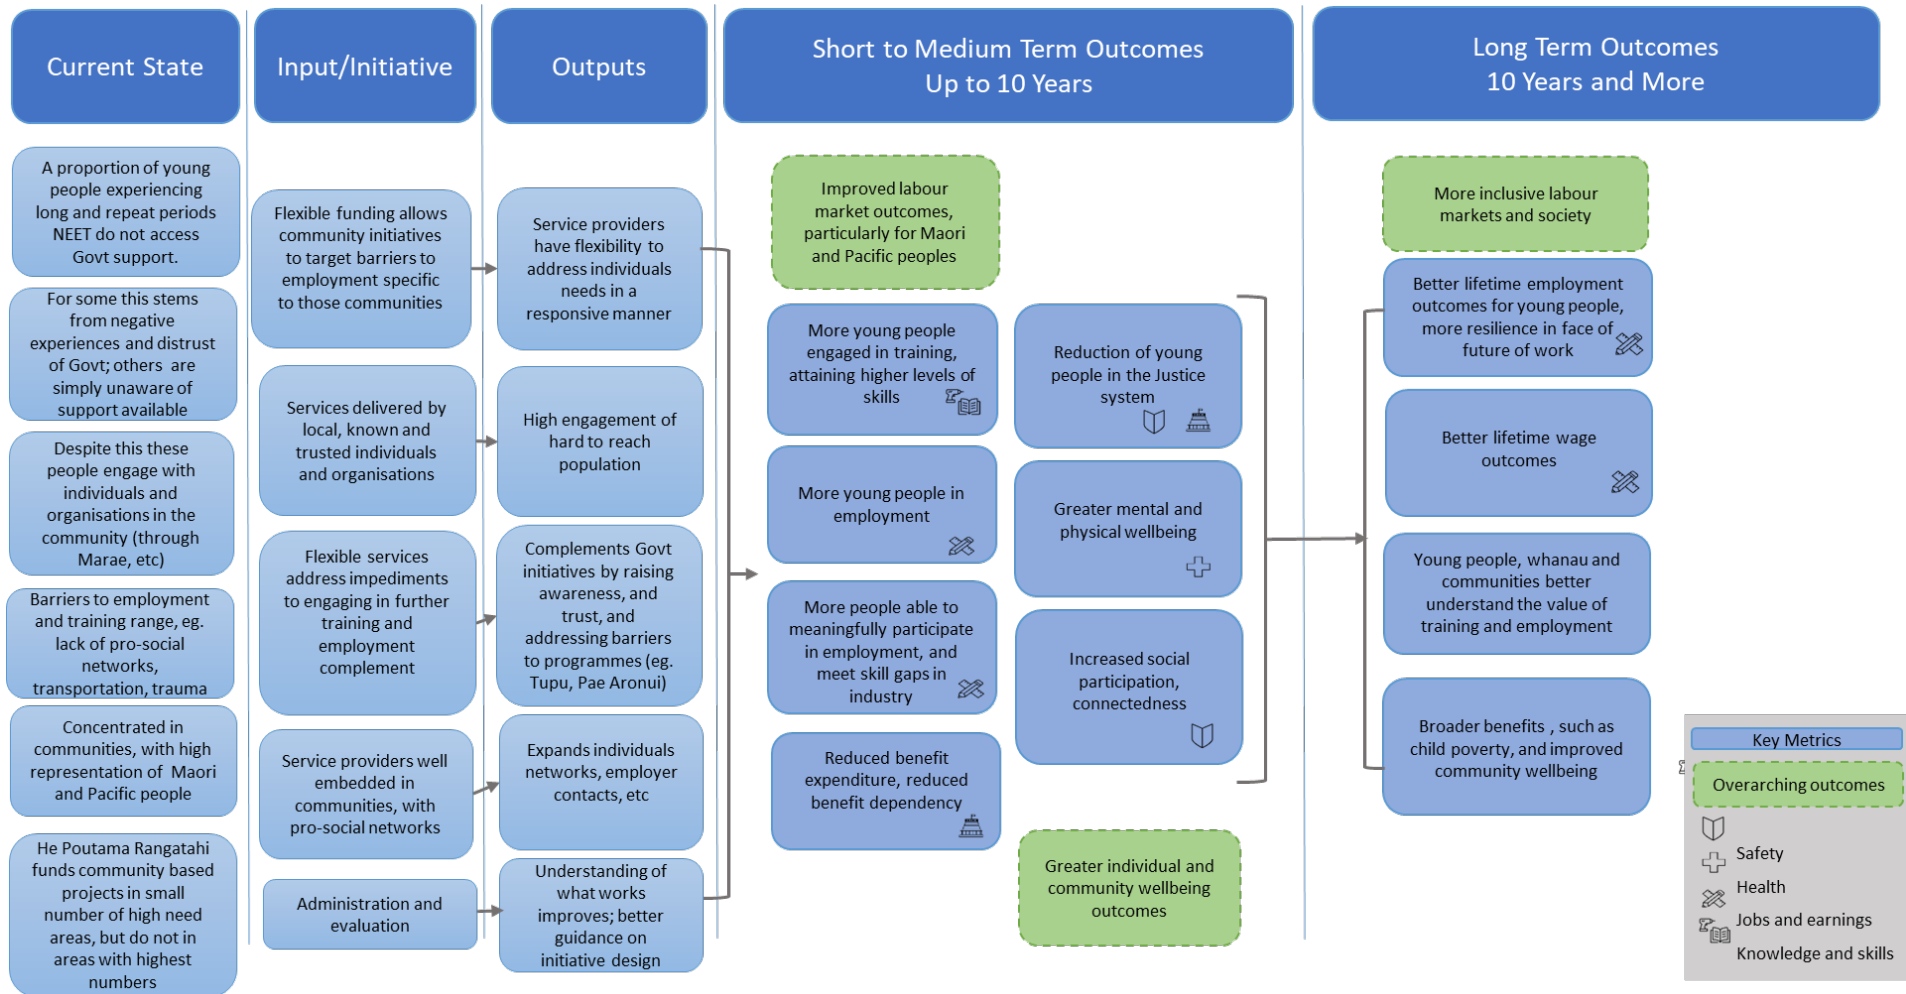 Current State
Input/Initiative
Outputs
Short to Medium Term Outcomes
Up to 10 Years
Long Term Outcomes
10 Years and More
A proportion of young
people experiencing
long and repeat periods
NEET do not access
Govt support.
For some this stems
from negative
experiences and distrust
of Govt; others are
simply unaware of
support available
Despite this these
people engage with
individuals and
organisations in the
community (through
Marae, etc)
Barriers to employment
and training range, eg.
lack of pro-social
networks,
transportation, trauma
Concentrated in
communities, with high
representation of Maori
and Pacific people
He Poutama Rangatahi
funds community based
projects in small
number of high need
areas, but do not in
areas with highest
numbers
Flexible funding allows
community initiatives
to target barriers to
employment specific
to those communities
Services delivered by
local, known and
trusted individuals
and organisations
Flexible services
address impediments
to engaging in further
training and
employment
complement
Service providers well
embedded in
communities, with
pro-social networks
Administration and
evaluation
Service providers
have flexibility to
address individuals
needs in a
responsive manner
High engagement of
hard to reach
population
Complements Govt
initiatives by raising
awareness, and
trust, and
addressing barriers
to programmes (eg.
Tupu, Pae Aronui)
Expands individuals
networks, employer
contacts, etc
Understanding of
what works
improves; better
guidance on
initiative design
Improved labour
market outcomes,
particularly for Maori
and Pacific peoples
More young people
engaged in training,
attaining higher levels of
skills
More young people in
employment
More people able to
meaningfully participate
in employment, and
meet skill gaps in
industry
Reduced benefit
expenditure, reduced
benefit dependency
Reduction of young
people in the Justice
system
Greater mental and
physical wellbeing
Increased social
participation,
connectedness
Greater individual and
community wellbeing
outcomes
More inclusive labour
markets and society
Better lifetime employment
outcomes for young people,
more resilience in face of
future of work
Better lifetime wage
outcomes
Young people, whanau and
communities better
understand the value of
training and employment
Broader benefits , such as
child poverty, and improved
community wellbeing
Key Metrics
Overarching outcomes
Safety
Health
Jobs and earnings
Knowledge and skills